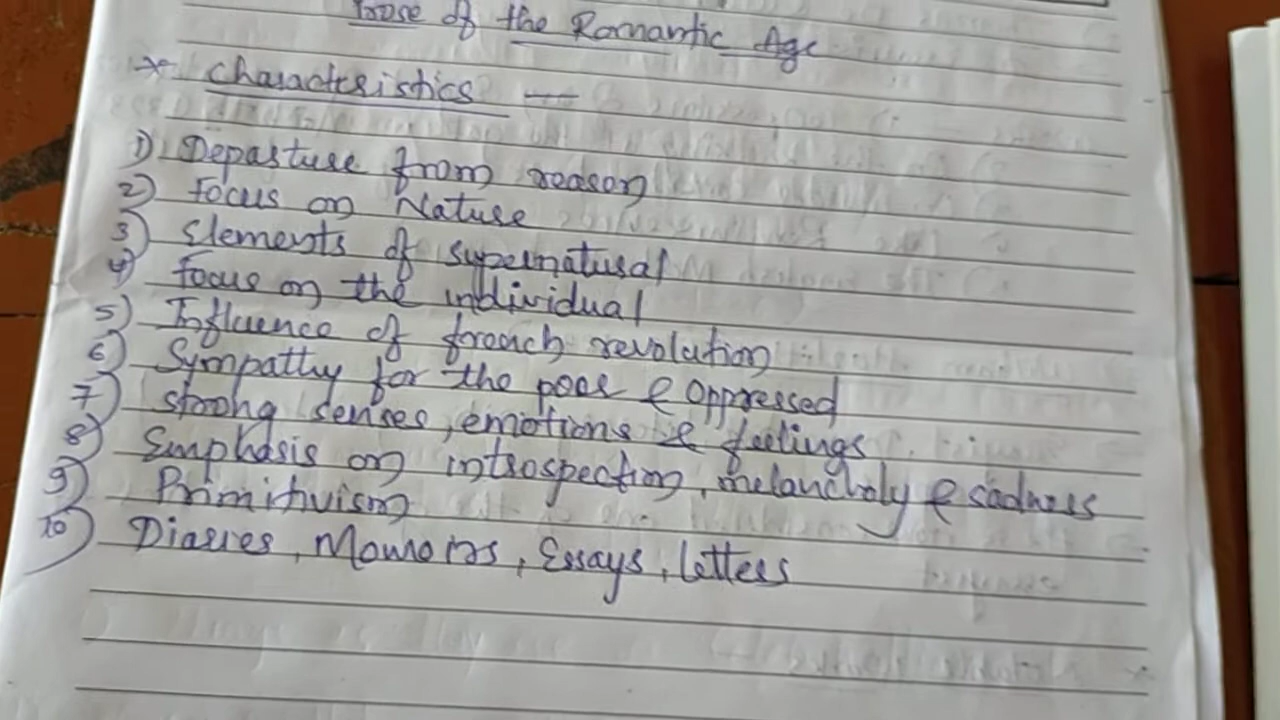 Prose of the Romantic Age
* Characteristics —
1) Departure from reason
2) Focus on Nature
3) Elements of supernatural
4) Focus on the individual
5) Influence of french revolution
6) Sympathy for the poor & Oppressed
7) strong senses, emotions & feelings
8) Emphasis on introspection, melancholy & sadness
9) Primitivism
10) Diaries, Memoirs, Essays, letters